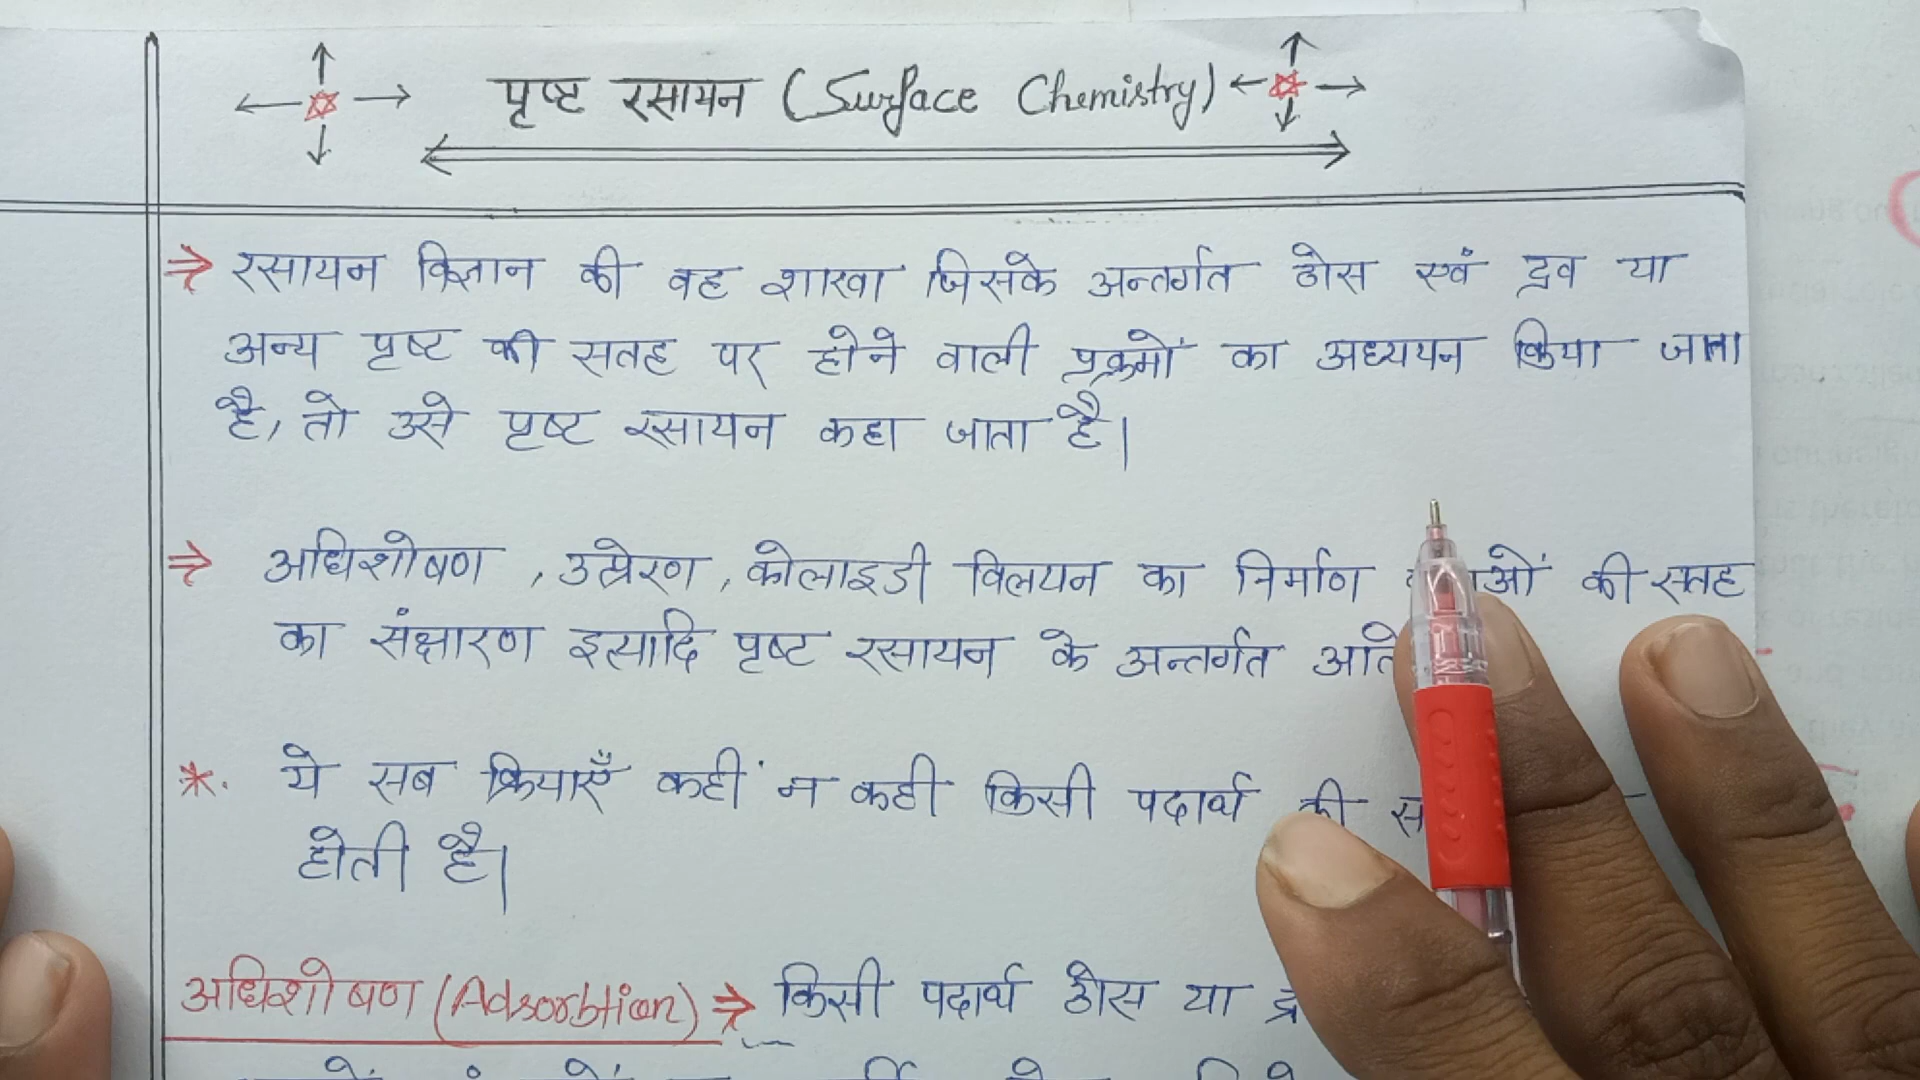 पृष्ट रसायन (Surface Chemistry)
⇒ रसायन विज्ञान की वह शाखा जिसके अन्तर्गत ठोस एवं द्रव या
अन्य पृष्ट की सतह पर होने वाली प्रक्रमों का अध्ययन किया जाता
है, तो उसे पृष्ट रसायन कहा जाता है।
⇒ अधिशोषण , उत्प्रेरण , कोलाइडी विलयन का निर्माण की सतह
का संक्षारण इत्यादि पृष्ट रसायन के अन्तर्गत आते
*. ये सब क्रियाएँ कहीं न कही किसी पदार्थ की
होती है।
अधिशोषण (Adsorbtion) ⇒ किसी पदार्थ ठोस या